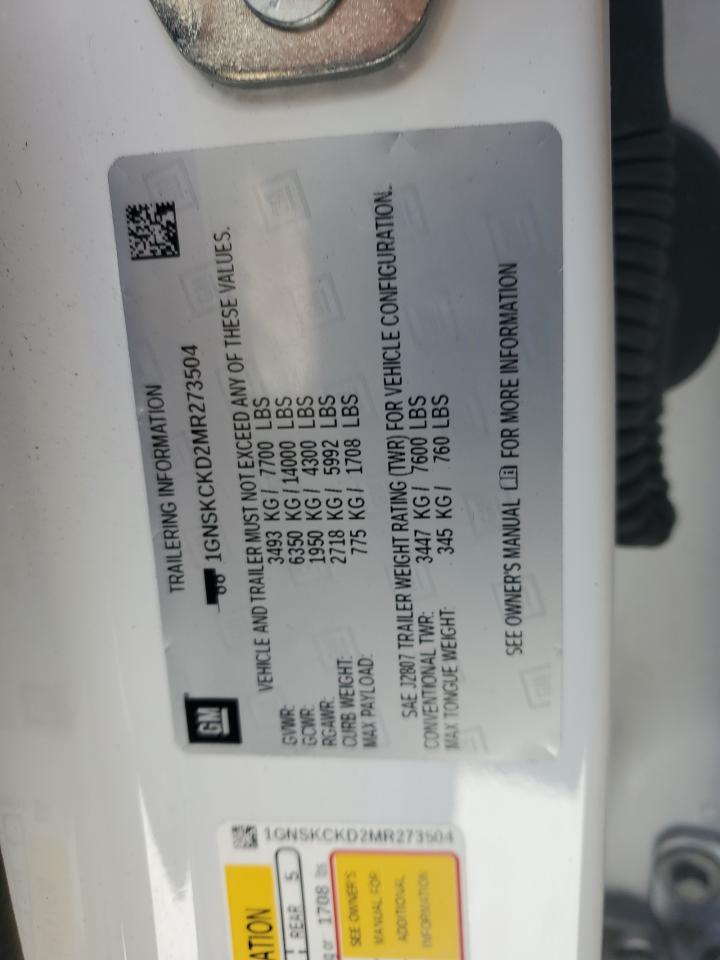 GM
TRAILERING INFORMATION
1GNSKCKD2MR273504
VEHICLE AND TRAILER MUST NOT EXCEED ANY OF THESE VALUES.
GVWR: 3493 KG / 7700 LBS
GCWR: 6350 KG / 14000 LBS
RGAWR: 1950 KG / 4300 LBS
CURB WEIGHT: 2718 KG / 5992 LBS
MAX PAYLOAD: 775 KG / 1708 LBS
SAE J2807 TRAILER WEIGHT RATING (TWR) FOR VEHICLE CONFIGURATION.
CONVENTIONAL TWR: 3447 KG / 7600 LBS
MAX TONGUE WEIGHT: 345 KG / 760 LBS
SEE OWNER'S MANUAL FOR MORE INFORMATION
1GNSKCKD2MR273504
ATION
REAR 5
or 1708 lbs
SEE OWNER'S
MANUAL FOR
ADDITIONAL
INFORMATION